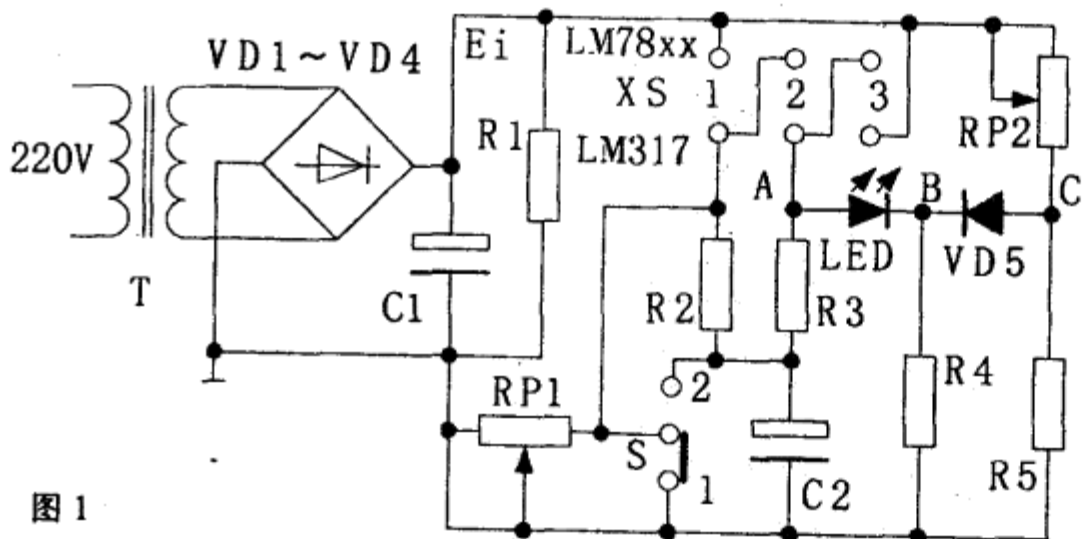 VD1～VD4
Ei
LM78xx
XS
1
2
3
220V
R1
LM317
RP2
A
B
C
T
C1
LED
VD5
R2
R3
RP1
2
R4
S
1
C2
R5
图1